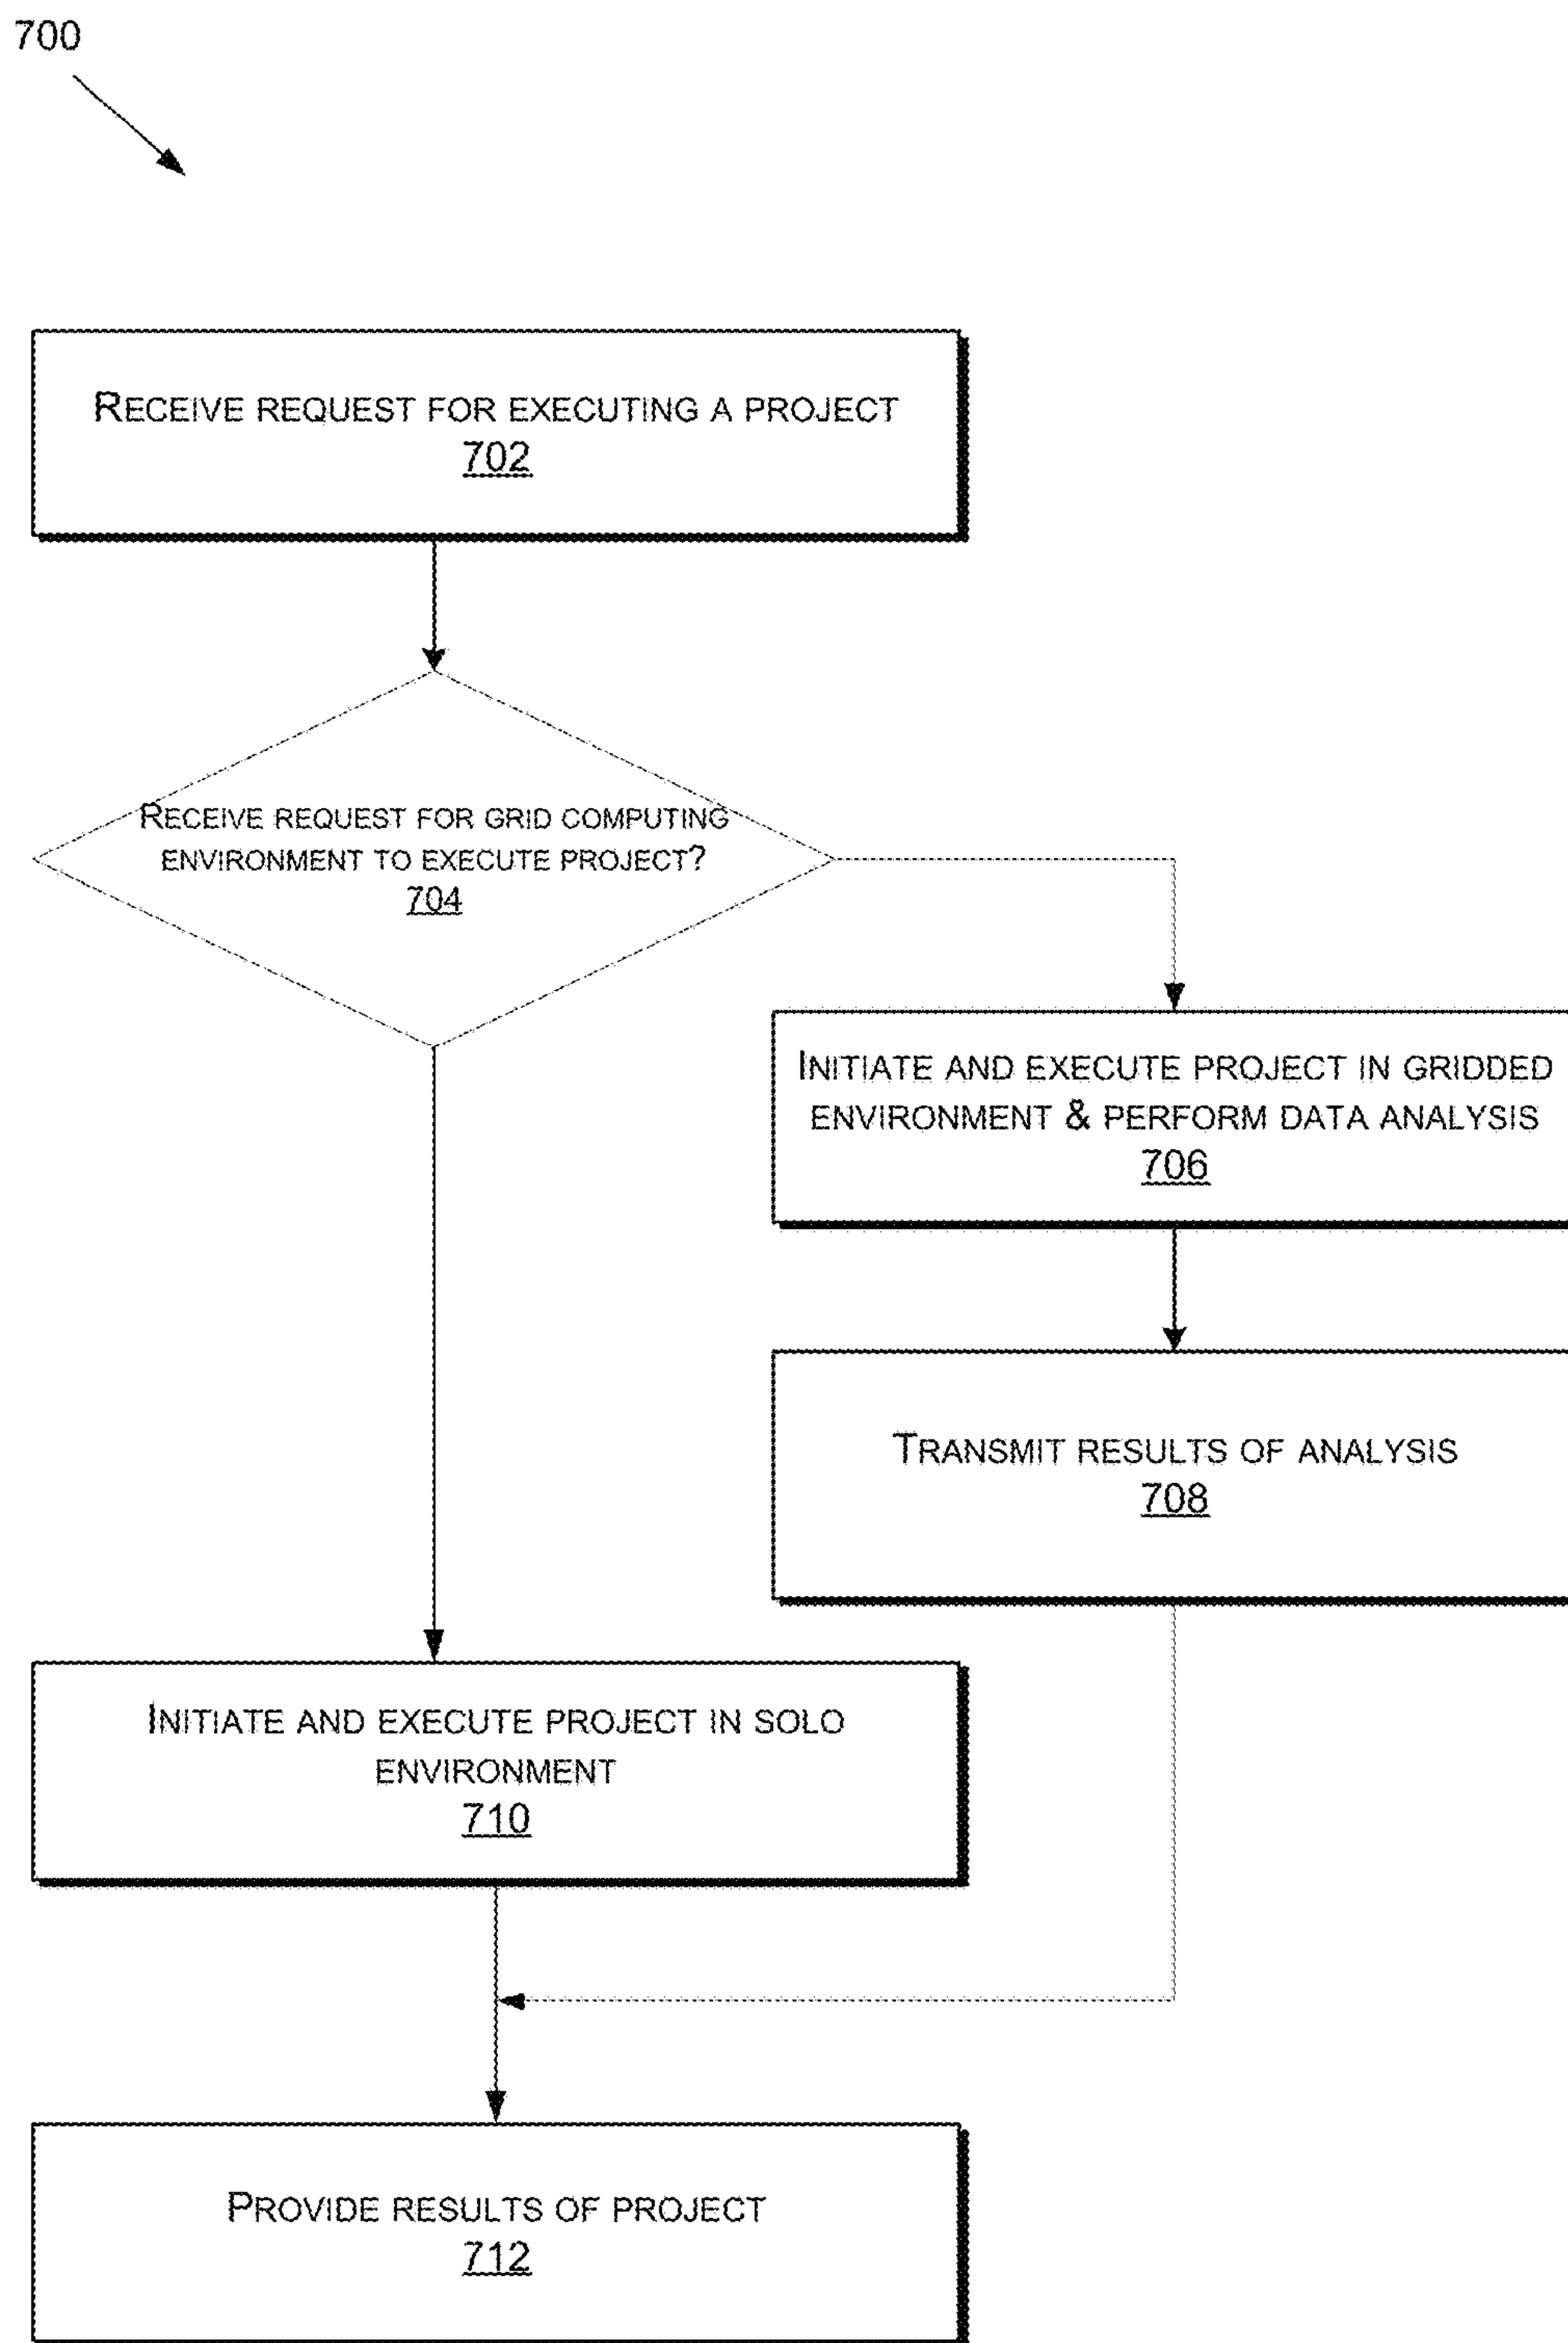 700
RECEIVE REQUEST FOR EXECUTING A PROJECT
702
RECEIVE REQUEST FOR GRID COMPUTING
ENVIRONMENT TO EXECUTE PROJECT?
704
INITIATE AND EXECUTE PROJECT IN GRIDDED
ENVIRONMENT & PERFORM DATA ANALYSIS
706
TRANSMIT RESULTS OF ANALYSIS
708
INITIATE AND EXECUTE PROJECT IN SOLO
ENVIRONMENT
710
PROVIDE RESULTS OF PROJECT
712